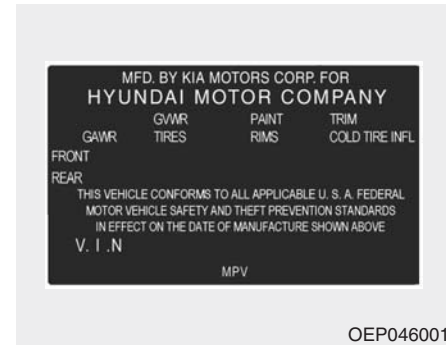 MFD. BY KIA MOTORS CORP. FOR
HYUNDAI MOTOR COMPANY
GVWR PAINT TRIM
GAWR TIRES RIMS COLD TIRE INFL
FRONT
REAR
THIS VEHICLE CONFORMS TO ALL APPLICABLE U. S. A. FEDERAL
MOTOR VEHICLE SAFETY AND THEFT PREVENTION STANDARDS
IN EFFECT ON THE DATE OF MANUFACTURE SHOWN ABOVE
V. I .N
MPV
OEP046001